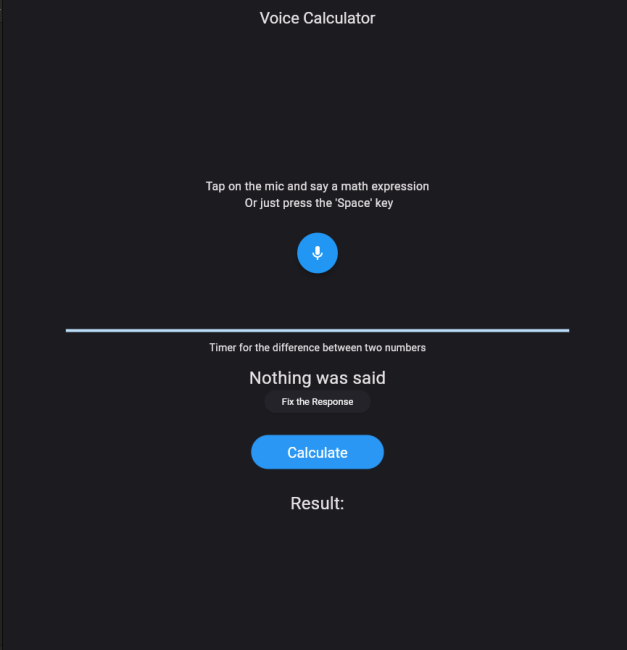 Voice Calculator
Tap on the mic and say a math expression
Or just press the 'Space' key
Timer for the difference between two numbers
Nothing was said
Fix the Response
Calculate
Result: